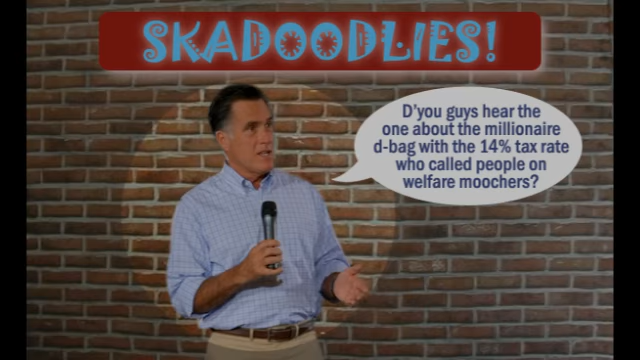 SKADOODLIES!
D'you guys hear the
one about the millionaire
d-bag with the 14% tax rate
who called people on
welfare moochers?